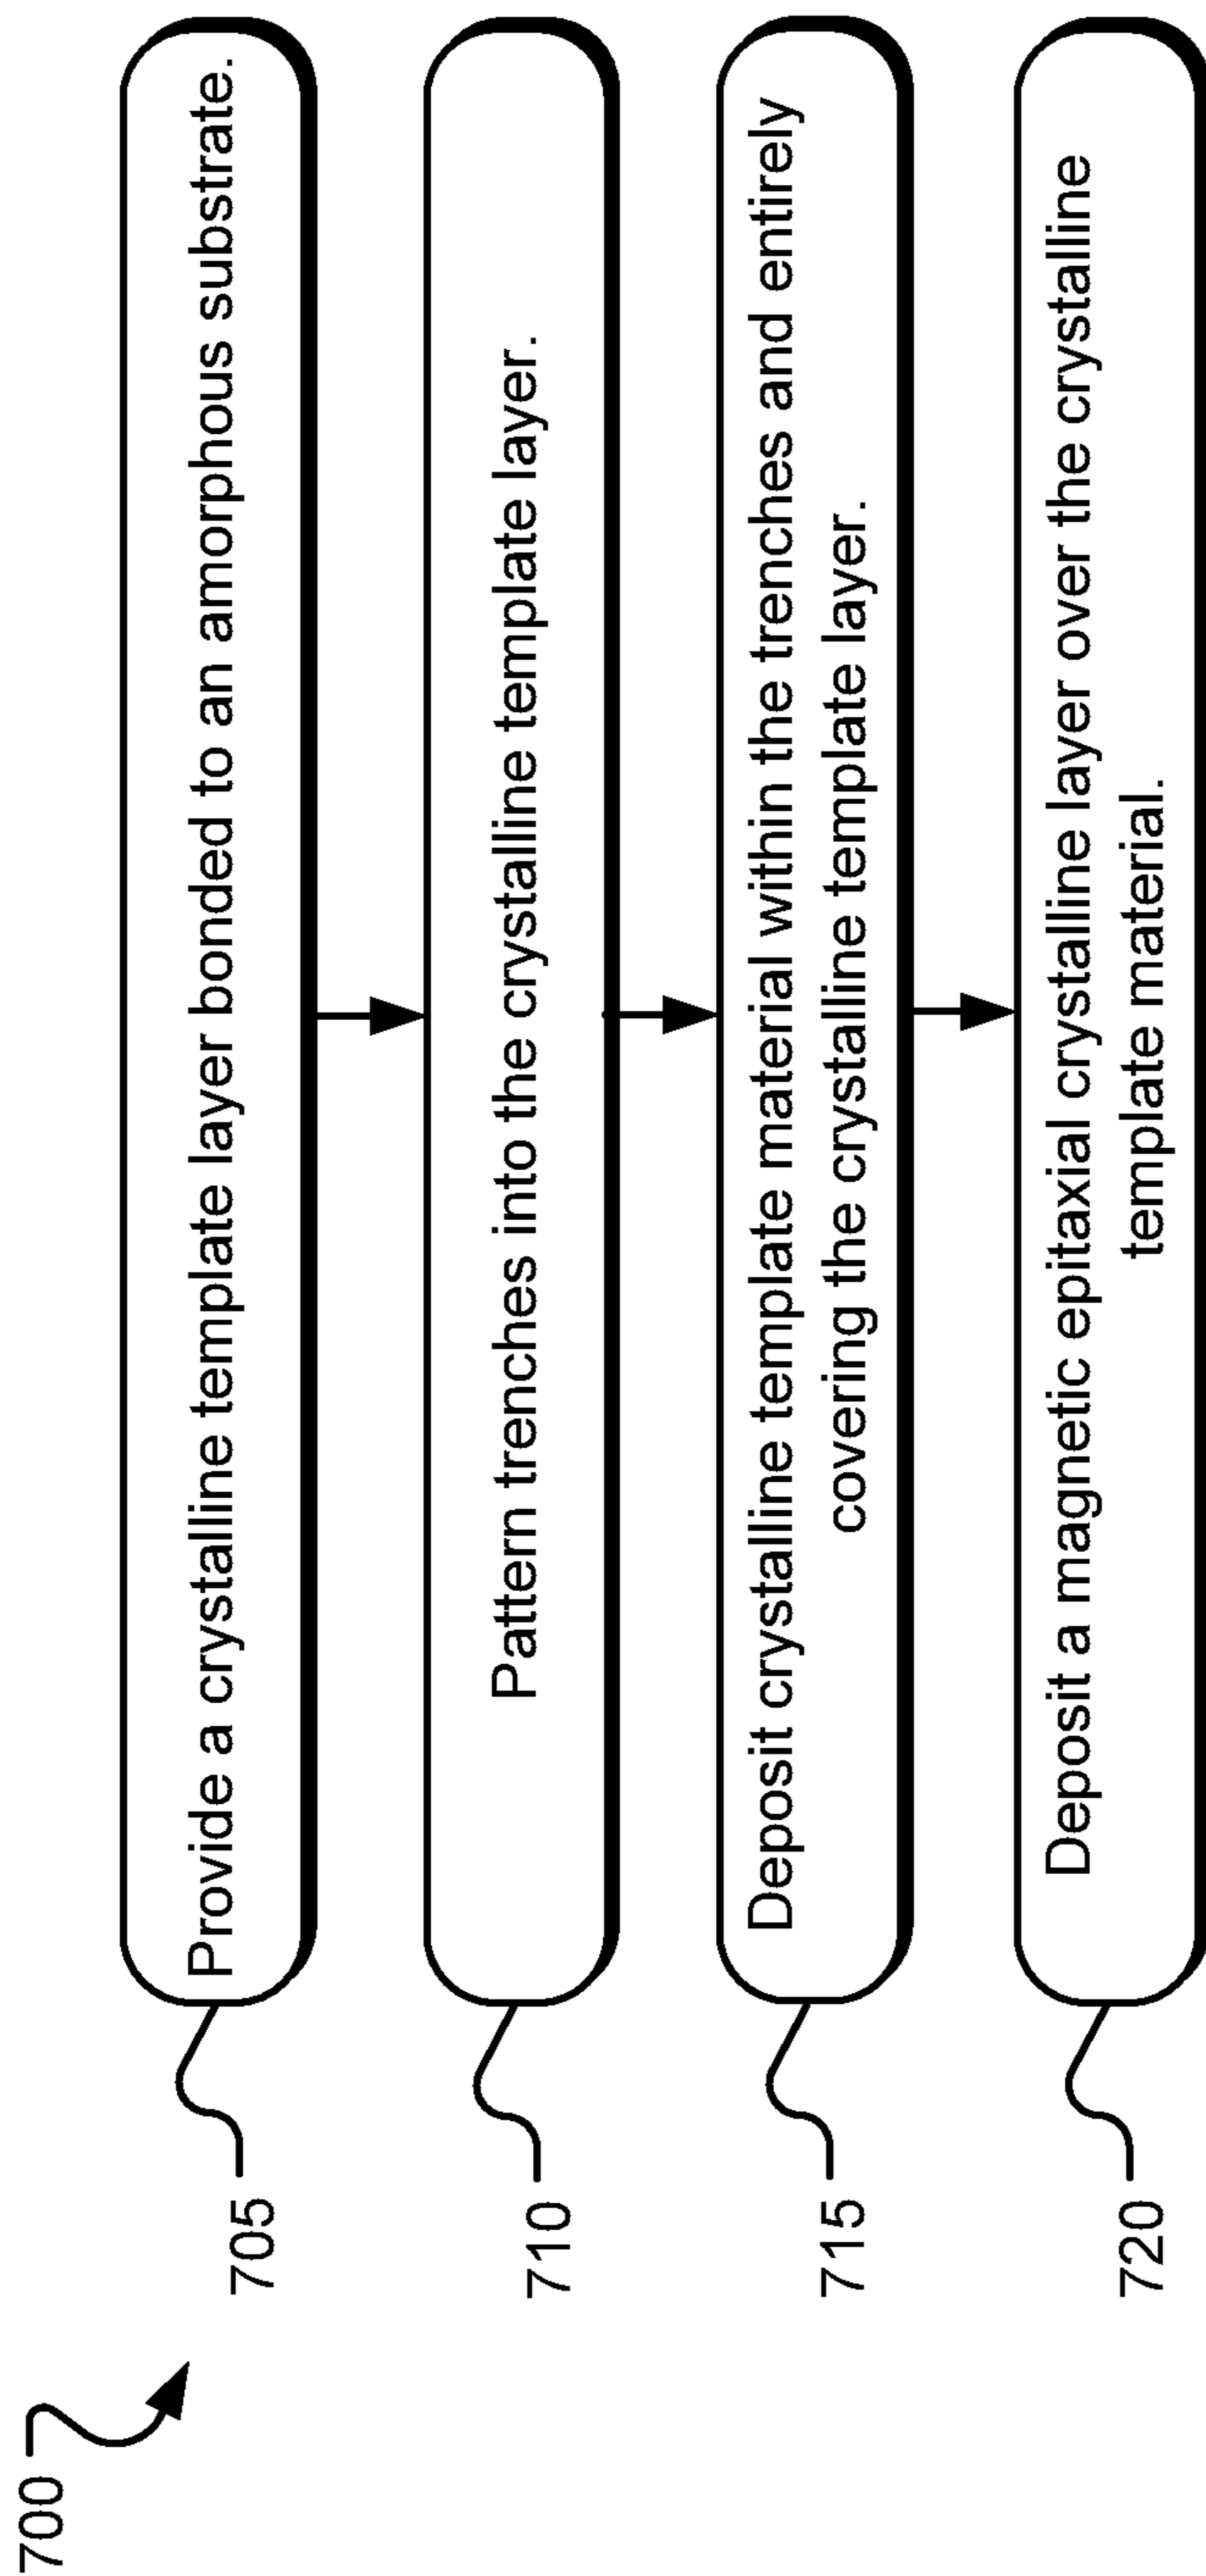 700
705
Provide a crystalline template layer bonded to an amorphous substrate.
710
Pattern trenches into the crystalline template layer.
715
Deposit crystalline template material within the trenches and entirely
covering the crystalline template layer.
720
Deposit a magnetic epitaxial crystalline layer over the crystalline
template material.